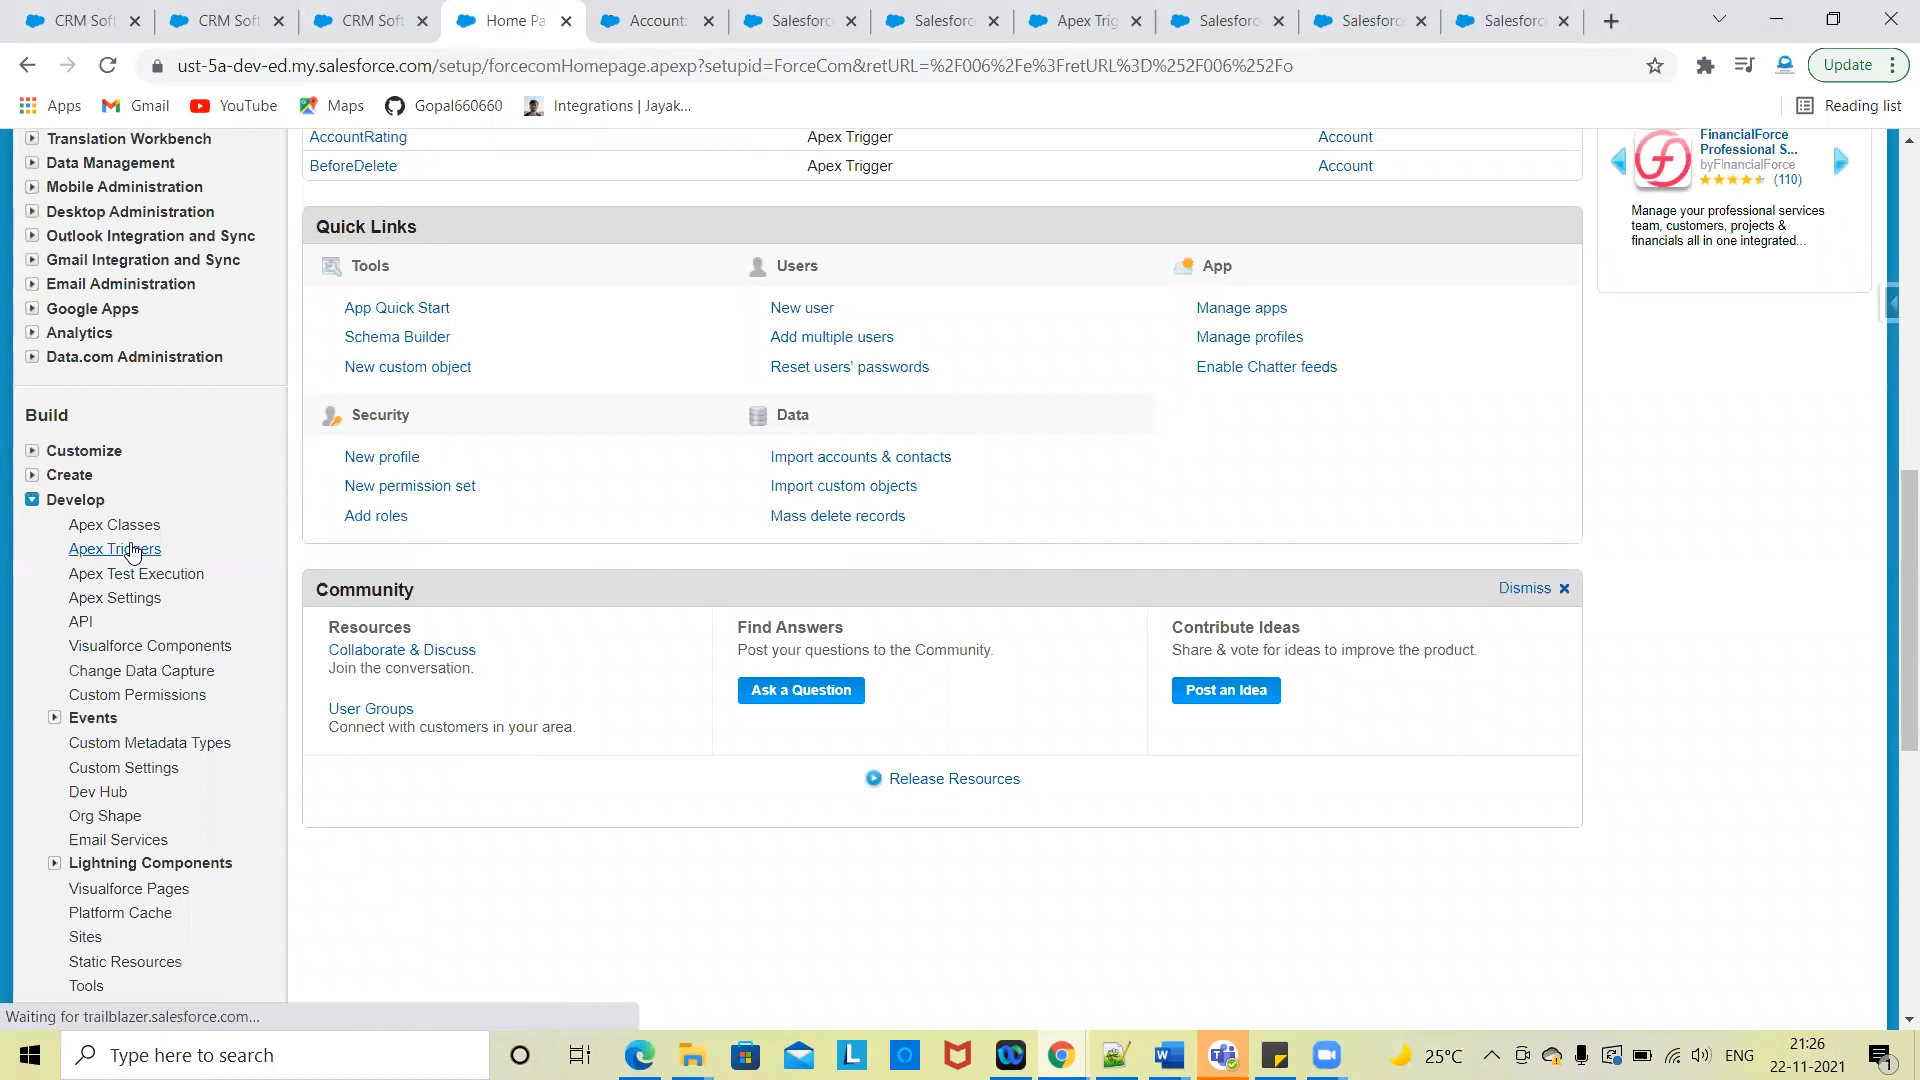 CRM Soft
CRM Soft
CRM Soft
Home Pa
Account:
Salesforc
Salesforc
Apex Trig
Salesforc
Salesforc
Salesforc
ust-5a-dev-ed.my.salesforce.com/setup/forcecomHomepage.apexp?setupid=ForceCom&retURL=%2F006%2Fe%3FretURL%3D%252F006%252Fo
Update
Apps
Gmail
YouTube
Maps
Gopal660660
Integrations | Jayak...
Reading list
Translation Workbench
Data Management
Mobile Administration
Desktop Administration
Outlook Integration and Sync
Gmail Integration and Sync
Email Administration
Google Apps
Analytics
Data.com Administration
Build
Customize
Create
Develop
Apex Classes
Apex Triggers
Apex Test Execution
Apex Settings
API
Visualforce Components
Change Data Capture
Custom Permissions
Events
Custom Metadata Types
Custom Settings
Dev Hub
Org Shape
Email Services
Lightning Components
Visualforce Pages
Platform Cache
Sites
Static Resources
Tools
AccountRating Apex Trigger Account
BeforeDelete Apex Trigger Account
Quick Links
Tools
App Quick Start
Schema Builder
New custom object
Users
New user
Add multiple users
Reset users' passwords
App
Manage apps
Manage profiles
Enable Chatter feeds
Security
New profile
New permission set
Add roles
Data
Import accounts & contacts
Import custom objects
Mass delete records
Community
Dismiss
Resources
Collaborate & Discuss
Join the conversation.
User Groups
Connect with customers in your area.
Find Answers
Post your questions to the Community.
Ask a Question
Contribute Ideas
Share & vote for ideas to improve the product.
Post an Idea
Release Resources
FinancialForce
Professional S...
byFinancialForce
(110)
Manage your professional services
team, customers, projects &
financials all in one integrated...
Waiting for trailblazer.salesforce.com...
Type here to search
25°C
ENG
21:26
22-11-2021
1